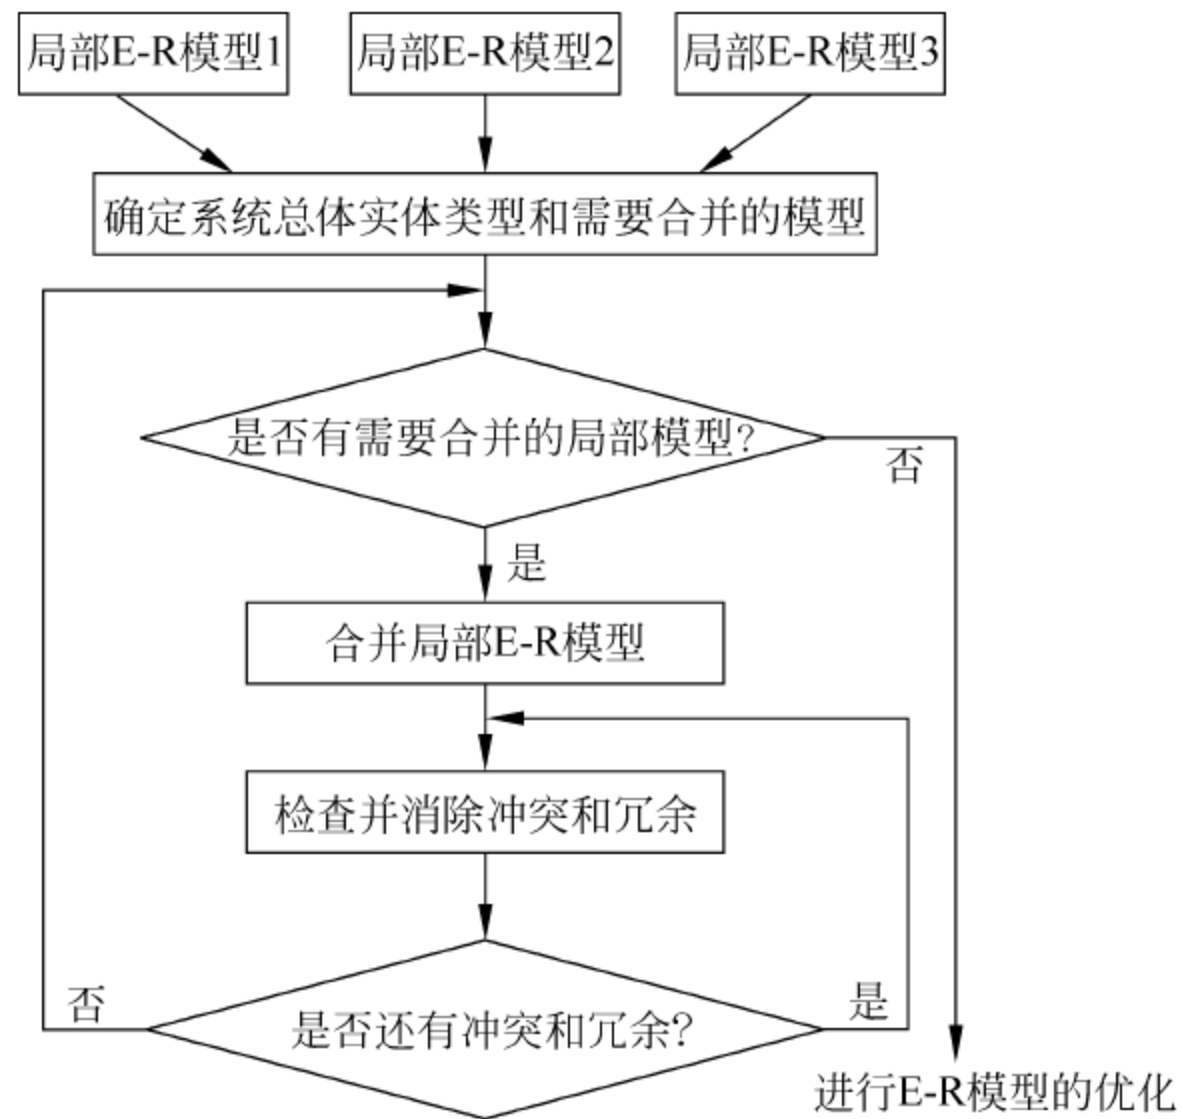 局部E-R模型1
局部E-R模型2
局部E-R模型3
确定系统总体实体类型和需要合并的模型
是否有需要合并的局部模型?
否
是
合并局部E-R模型
检查并消除冲突和冗余
否
是否还有冲突和冗余?
是
进行E-R模型的优化